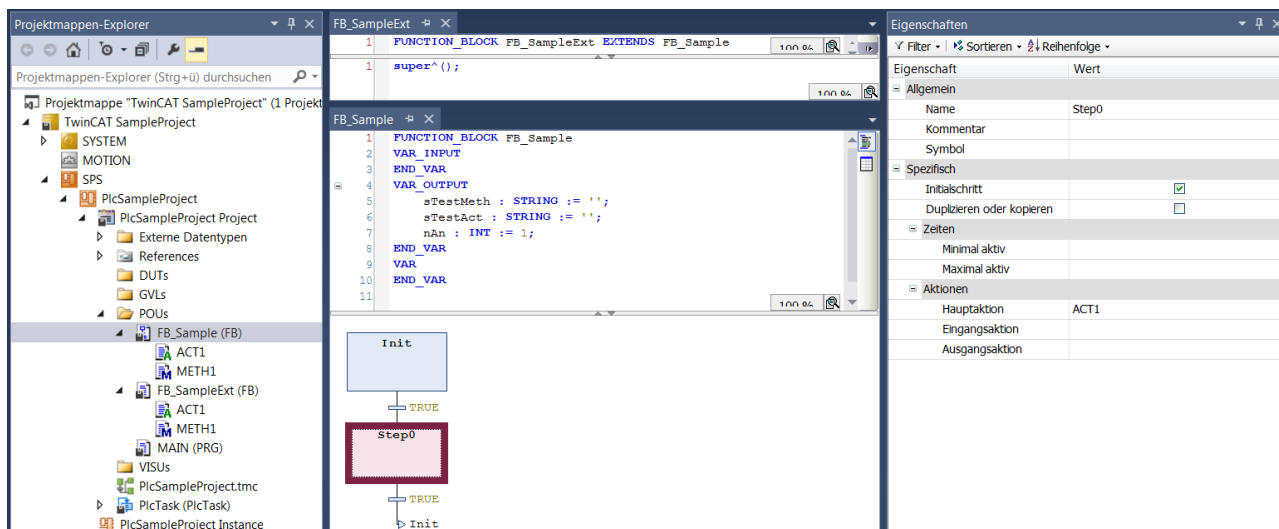 Projektmappen-Explorer
Projektmappen-Explorer (Strg+ü) durchsuchen
Projektmappe "TwinCAT SampleProject" (1 Projekt
TwinCAT SampleProject
SYSTEM
MOTION
SPS
PlcSampleProject
PlcSampleProject Project
Externe Datentypen
References
DUTs
GVLs
POUs
FB_Sample (FB)
ACT1
METH1
FB_SampleExt (FB)
ACT1
METH1
MAIN (PRG)
VISUs
PlcSampleProject.tmc
PlcTask (PlcTask)
PlcSampleProject Instance
FB_SampleExt
1 FUNCTION_BLOCK FB_SampleExt EXTENDS FB_Sample
100 %
1 super^();
100 %
FB_Sample
1 FUNCTION_BLOCK FB_Sample
2 VAR_INPUT
3 END_VAR
4 VAR_OUTPUT
5 sTestMeth : STRING := '';
6 sTestAct : STRING := '';
7 nAn : INT := 1;
8 END_VAR
9 VAR
10 END_VAR
11
100 %
Init
TRUE
Step0
TRUE
Init
Eigenschaften
Filter Sortieren Reihenfolge
Eigenschaft Wert
Allgemein
Name Step0
Kommentar
Symbol
Spezifisch
Initialschritt
Duplizieren oder kopieren
Zeiten
Minimal aktiv
Maximal aktiv
Aktionen
Hauptaktion ACT1
Eingangsaktion
Ausgangsaktion